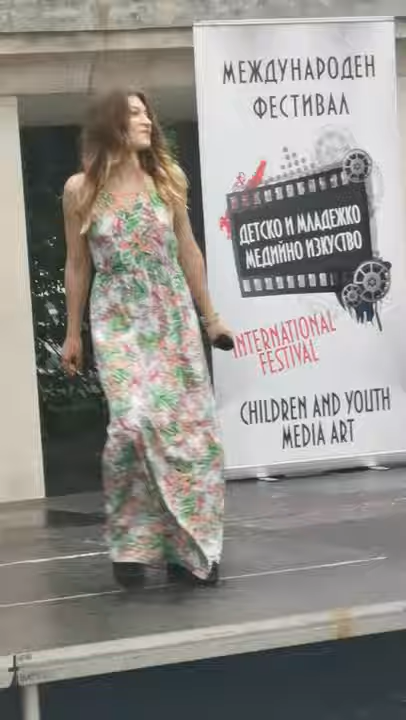 МЕЖДУНАРОДЕН
ФЕСТИВАЛ
ДЕТСКО И МЛАДЕЖКО
МЕДИЙНО ИЗКУСТВО
INTERNATIONAL
FESTIVAL
CHILDREN AND YOUTH
MEDIA ART